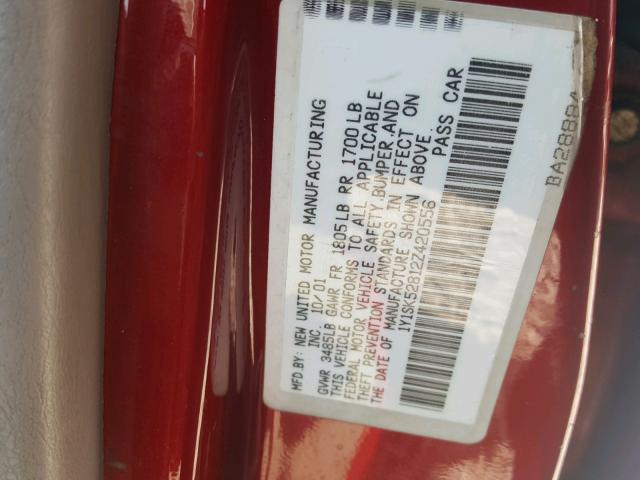 MFD BY: NEW UNITED MOTOR MANUFACTURING
INC. 10/01
GVWR 3485LB GAWR FR 1805LB RR 1700LB
THIS VEHICLE CONFORMS TO ALL APPLICABLE
FEDERAL MOTOR VEHICLE SAFETY,BUMPER,AND
THEFT PREVENTION STANDARDS IN EFFECT ON
THE DATE OF MANUFACTURE SHOWN ABOVE.
1Y1SK52812Z420556 PASS CAR
BA28884